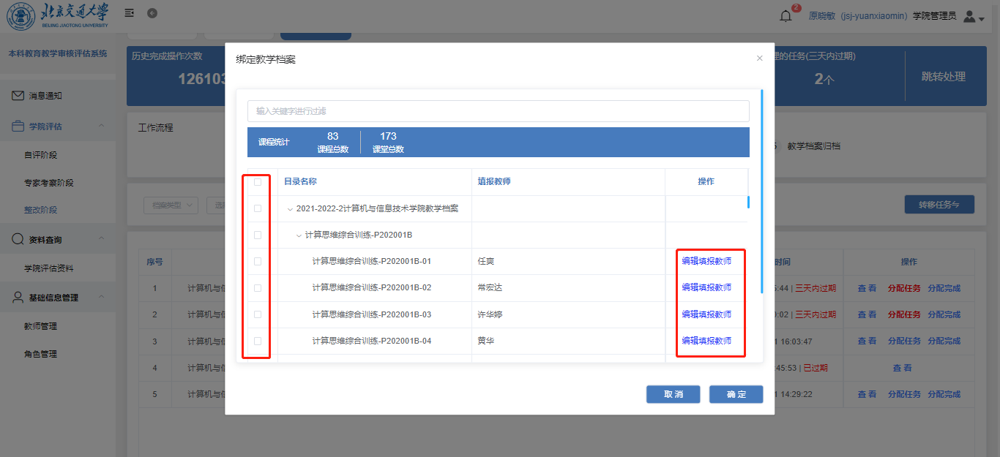 北京交通大学
BEIJING JIAOTONG UNIVERSITY
2
原晓敏 (jsj-yuanxiaomin) 学院管理员
本科教育教学审核评估系统
消息通知
学院评估
自评阶段
专家考察阶段
整改阶段
资料查询
学院评估资料
基础信息管理
教师管理
角色管理
历史完成操作次数
126103
理的任务(三天内过期)
2个
跳转处理
工作流程
教学档案归档
档案类型
选
转移任务
绑定教学档案
×
输入关键字进行过滤
课程统计
83
课程总数
173
课堂总数
目录名称 填报教师 操作
2021-2022-2计算机与信息技术学院教学档案
计算思维综合训练-P202001B
计算思维综合训练-P202001B-01 任爽 编辑填报教师
计算思维综合训练-P202001B-02 常宏达 编辑填报教师
计算思维综合训练-P202001B-03 许华婷 编辑填报教师
计算思维综合训练-P202001B-04 黄华 编辑填报教师
取 消 确 定
序号 时间 操作
1 计算机与信 5:44 | 三天内过期 查 看 分配任务 分配完成
2 计算机与信 0:02 | 三天内过期 查 看 分配任务 分配完成
3 计算机与信 1 16:03:47 查 看 分配任务 分配完成
4 计算机与信 :45:53 | 已过期 查 看
5 计算机与信 1 14:29:22 查 看 分配任务 分配完成